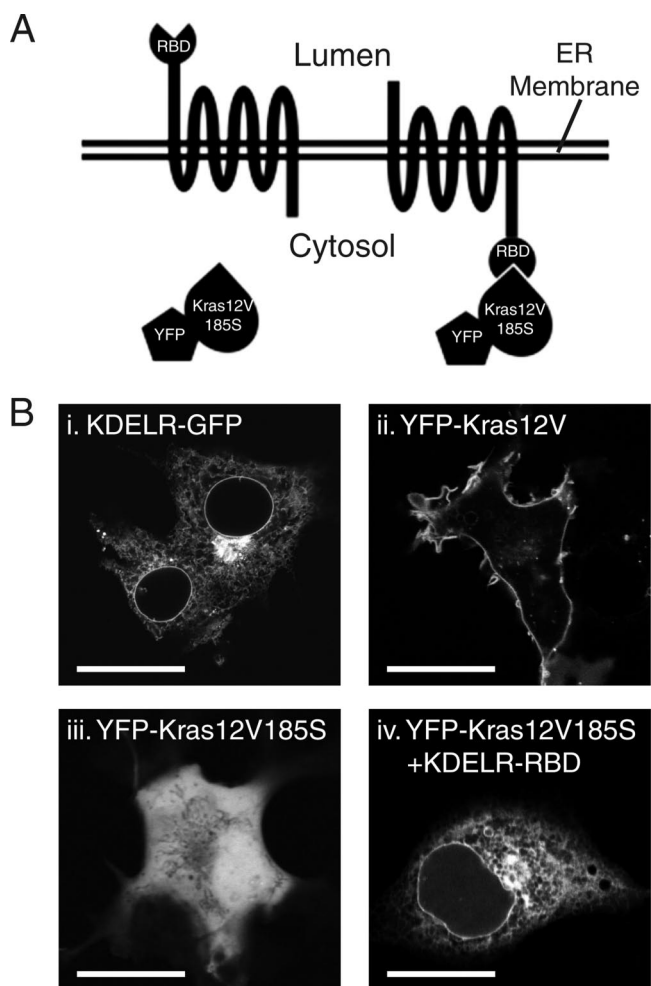 A
RBD
Lumen
ER
Membrane
Cytosol
RBD
Kras12V
185S
YFP
Kras12V
185S
YFP
B
i. KDELR-GFP
ii. YFP-Kras12V
iii. YFP-Kras12V185S
iv. YFP-Kras12V185S
+KDELR-RBD